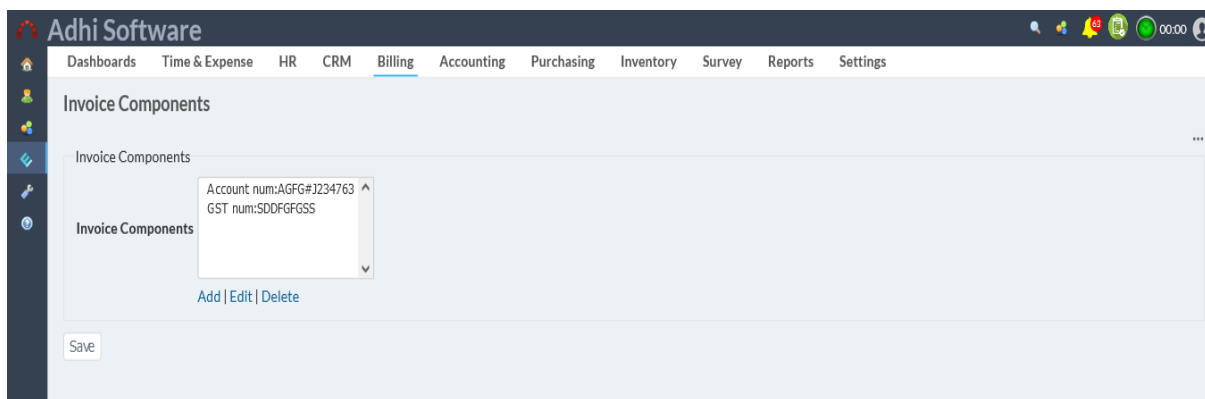 Adhi Software
63
00:00
Dashboards Time & Expense HR CRM Billing Accounting Purchasing Inventory Survey Reports Settings
Invoice Components
...
Invoice Components
Account num:AGFG#J234763
GST num:SDDFGFGSS
Invoice Components
Add | Edit | Delete
Save